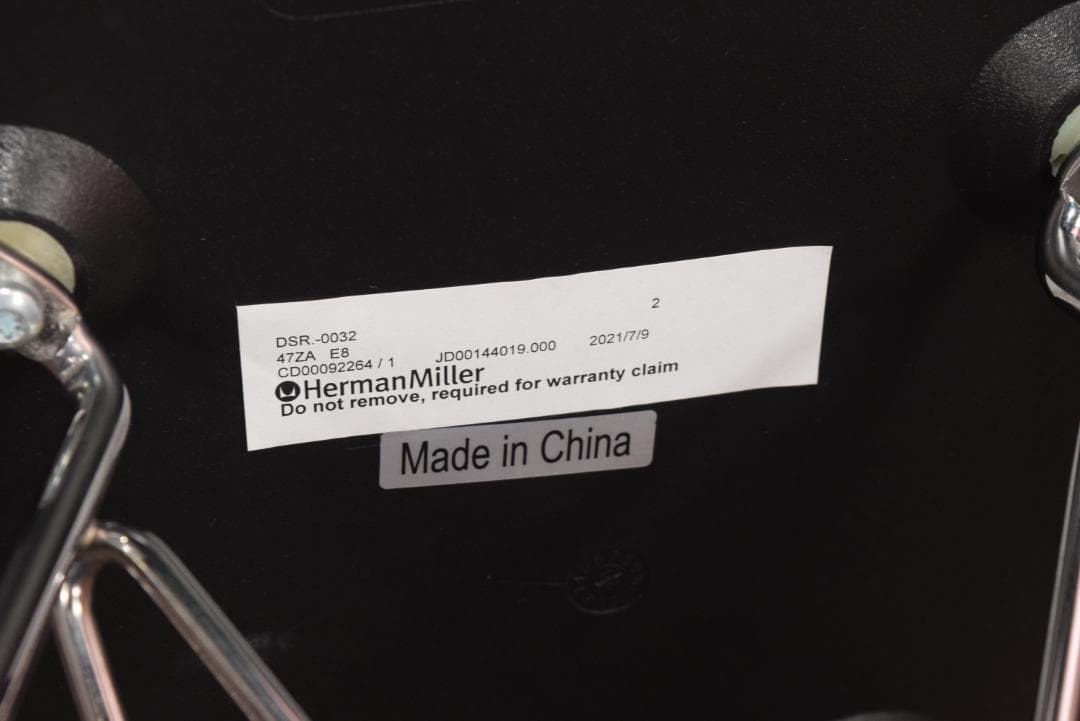 2
DSR.-0032
47ZA E8
CD00092264 / 1 JD00144019.000 2021/7/9
HermanMiller
Do not remove, required for warranty claim
Made in China